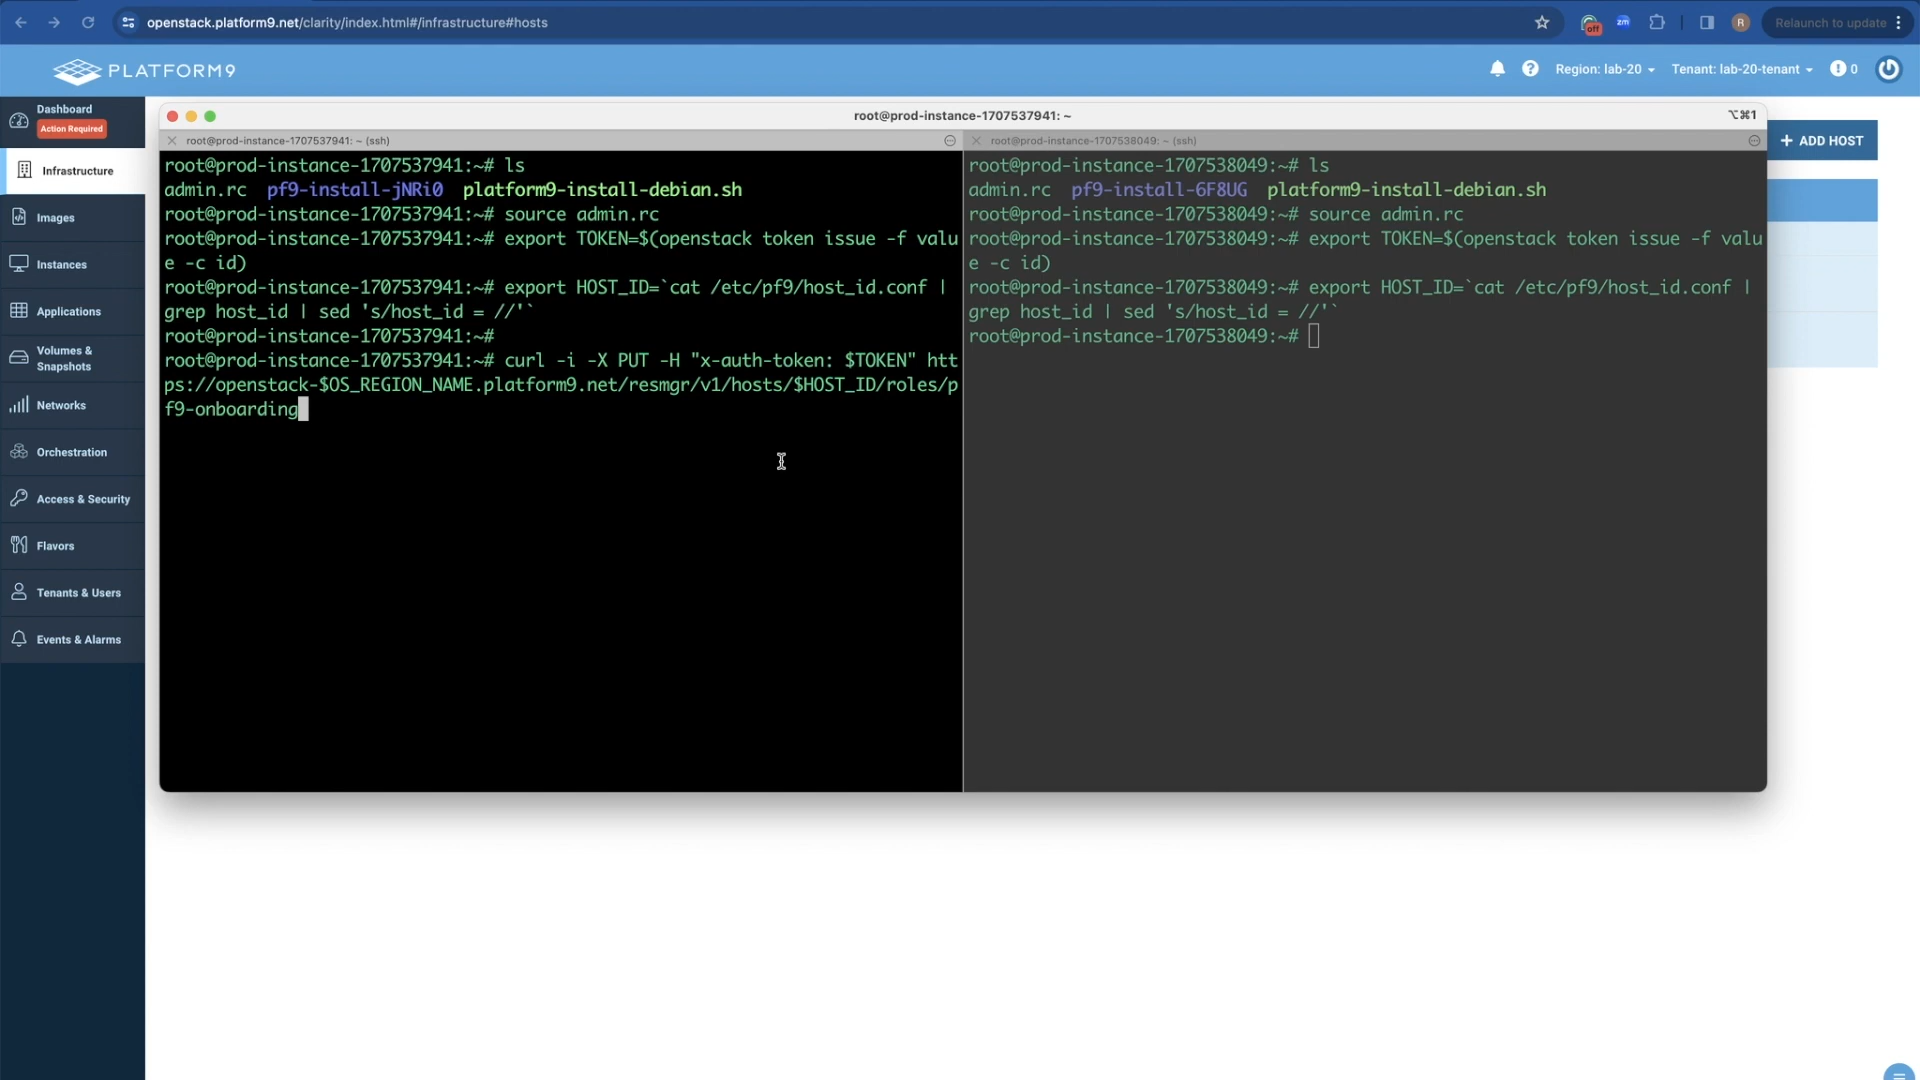 openstack.platform9.net/clarity/index.html#/infrastructure#hosts
off
zm
R
Relaunch to update
PLATFORM9
Region: lab-20
Tenant: lab-20-tenant
0
Dashboard
Action Required
Infrastructure
Images
Instances
Applications
Volumes &
Snapshots
Networks
Orchestration
Access & Security
Flavors
Tenants & Users
Events & Alarms
+ ADD HOST
root@prod-instance-1707537941: ~
⌥⌘1
root@prod-instance-1707537941: ~ (ssh)
root@prod-instance-1707537941:~# ls
admin.rc  pf9-install-jNRi0  platform9-install-debian.sh
root@prod-instance-1707537941:~# source admin.rc
root@prod-instance-1707537941:~# export TOKEN=$(openstack token issue -f valu
e -c id)
root@prod-instance-1707537941:~# export HOST_ID=`cat /etc/pf9/host_id.conf |
grep host_id | sed 's/host_id = //'`
root@prod-instance-1707537941:~#
root@prod-instance-1707537941:~# curl -i -X PUT -H "x-auth-token: $TOKEN" htt
ps://openstack-$OS_REGION_NAME.platform9.net/resmgr/v1/hosts/$HOST_ID/roles/p
f9-onboarding
root@prod-instance-1707538049: ~ (ssh)
root@prod-instance-1707538049:~# ls
admin.rc  pf9-install-6F8UG  platform9-install-debian.sh
root@prod-instance-1707538049:~# source admin.rc
root@prod-instance-1707538049:~# export TOKEN=$(openstack token issue -f valu
e -c id)
root@prod-instance-1707538049:~# export HOST_ID=`cat /etc/pf9/host_id.conf |
grep host_id | sed 's/host_id = //'`
root@prod-instance-1707538049:~#